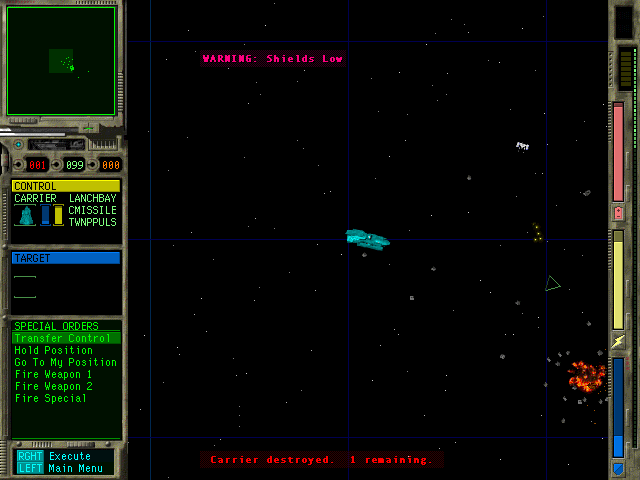 WARNING: Shields Low
001 099 000
CONTROL
CARRIER LANCHBAY
CMISSILE
TWNPPULS
TARGET
SPECIAL ORDERS
Transfer Control
Hold Position
Go To My Position
Fire Weapon 1
Fire Weapon 2
Fire Special
RGHT Execute
LEFT Main Menu
Carrier destroyed. 1 remaining.